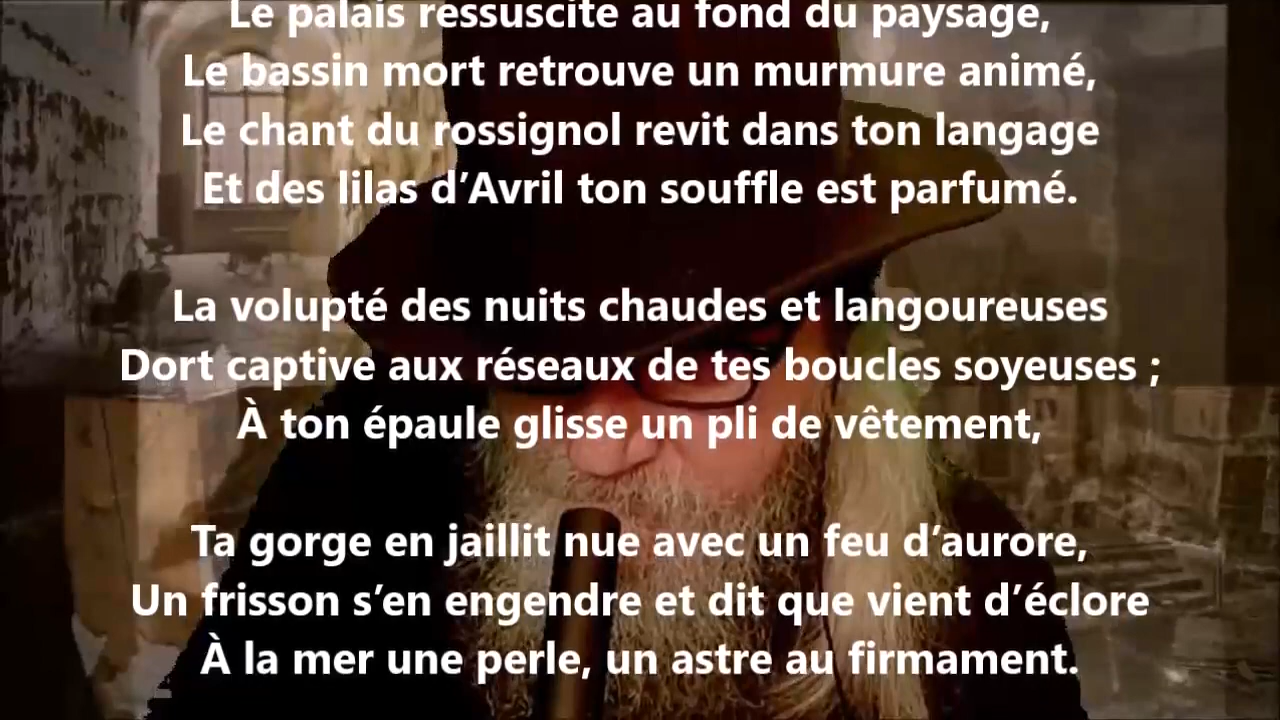 Le palais ressuscite au fond du paysage,
Le bassin mort retrouve un murmure animé,
Le chant du rossignol revit dans ton langage
Et des lilas d’Avril ton souffle est parfumé.
La volupté des nuits chaudes et langoureuses
Dort captive aux réseaux de tes boucles soyeuses ;
À ton épaule glisse un pli de vêtement,
Ta gorge en jaillit nue avec un feu d’aurore,
Un frisson s’en engendre et dit que vient d’éclore
À la mer une perle, un astre au firmament.